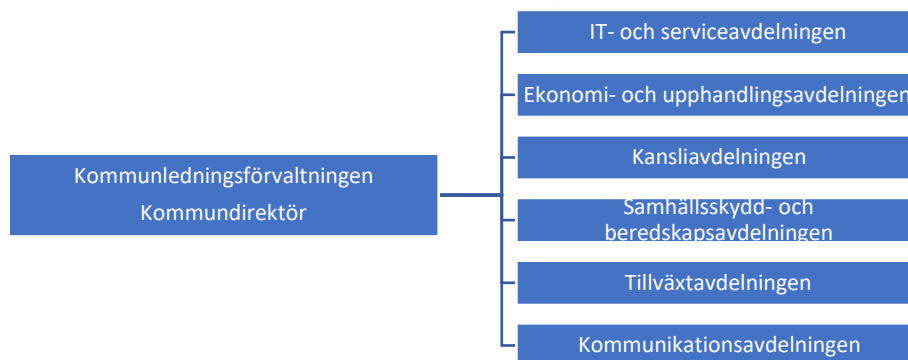 IT- och serviceavdelningen
Ekonomi- och upphandlingsavdelningen
Kansliavdelningen
Kommunledningsförvaltningen
Kommundirektör
Samhällsskydd- och
beredskapsavdelningen
Tillväxtavdelningen
Kommunikationsavdelningen